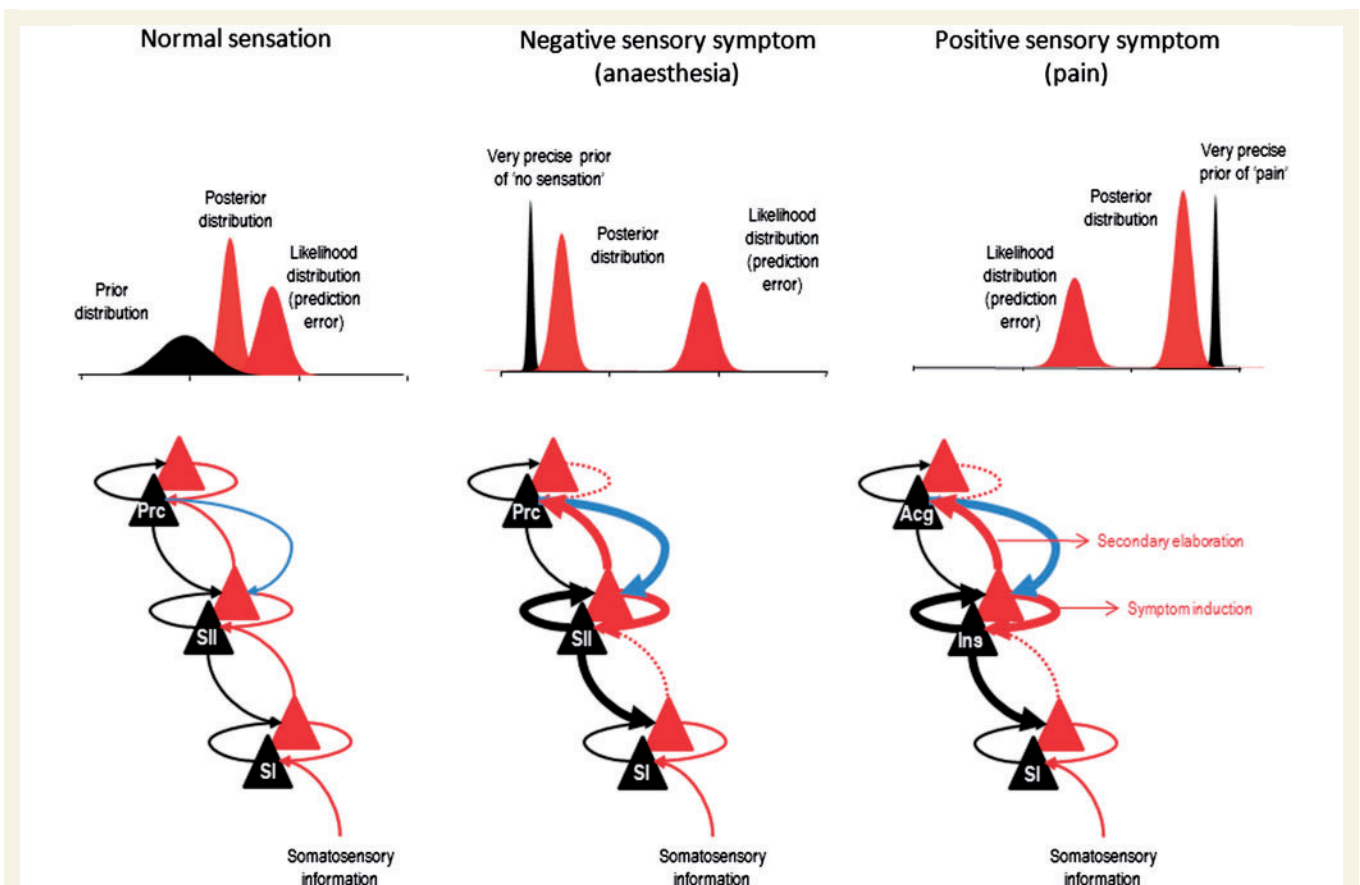 Normal sensation
Negative sensory symptom
(anaesthesia)
Positive sensory symptom
(pain)
Prior
distribution
Posterior
distribution
Likelihood
distribution
(prediction
error)
Very precise prior
of 'no sensation'
Posterior
distribution
Likelihood
distribution
(prediction
error)
Likelihood
distribution
(prediction
error)
Posterior
distribution
Very precise
prior of 'pain'
Prc
SII
SI
Somatosensory
information
Prc
SII
SI
Somatosensory
information
Acg
Secondary elaboration
Symptom induction
Ins
SI
Somatosensory
information